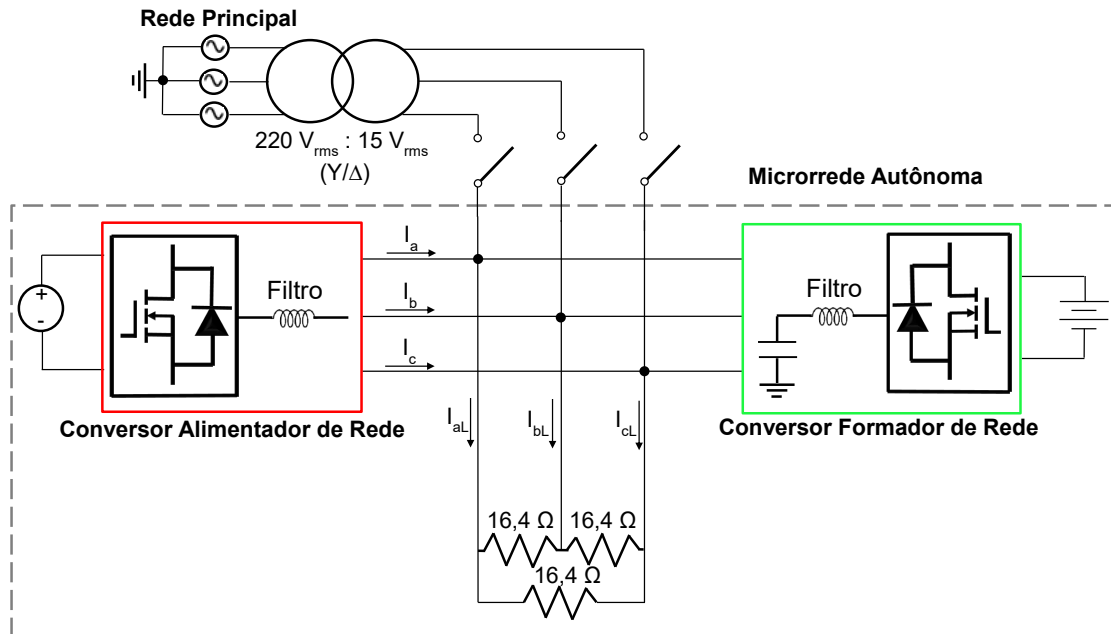 Rede Principal
220 Vrms : 15 Vrms
(Y/Δ)
Microrrede Autônoma
+
-
Filtro
Ia
Ib
Ic
Filtro
Conversor Alimentador de Rede
IaL
IbL
IcL
Conversor Formador de Rede
16,4 Ω
16,4 Ω
16,4 Ω